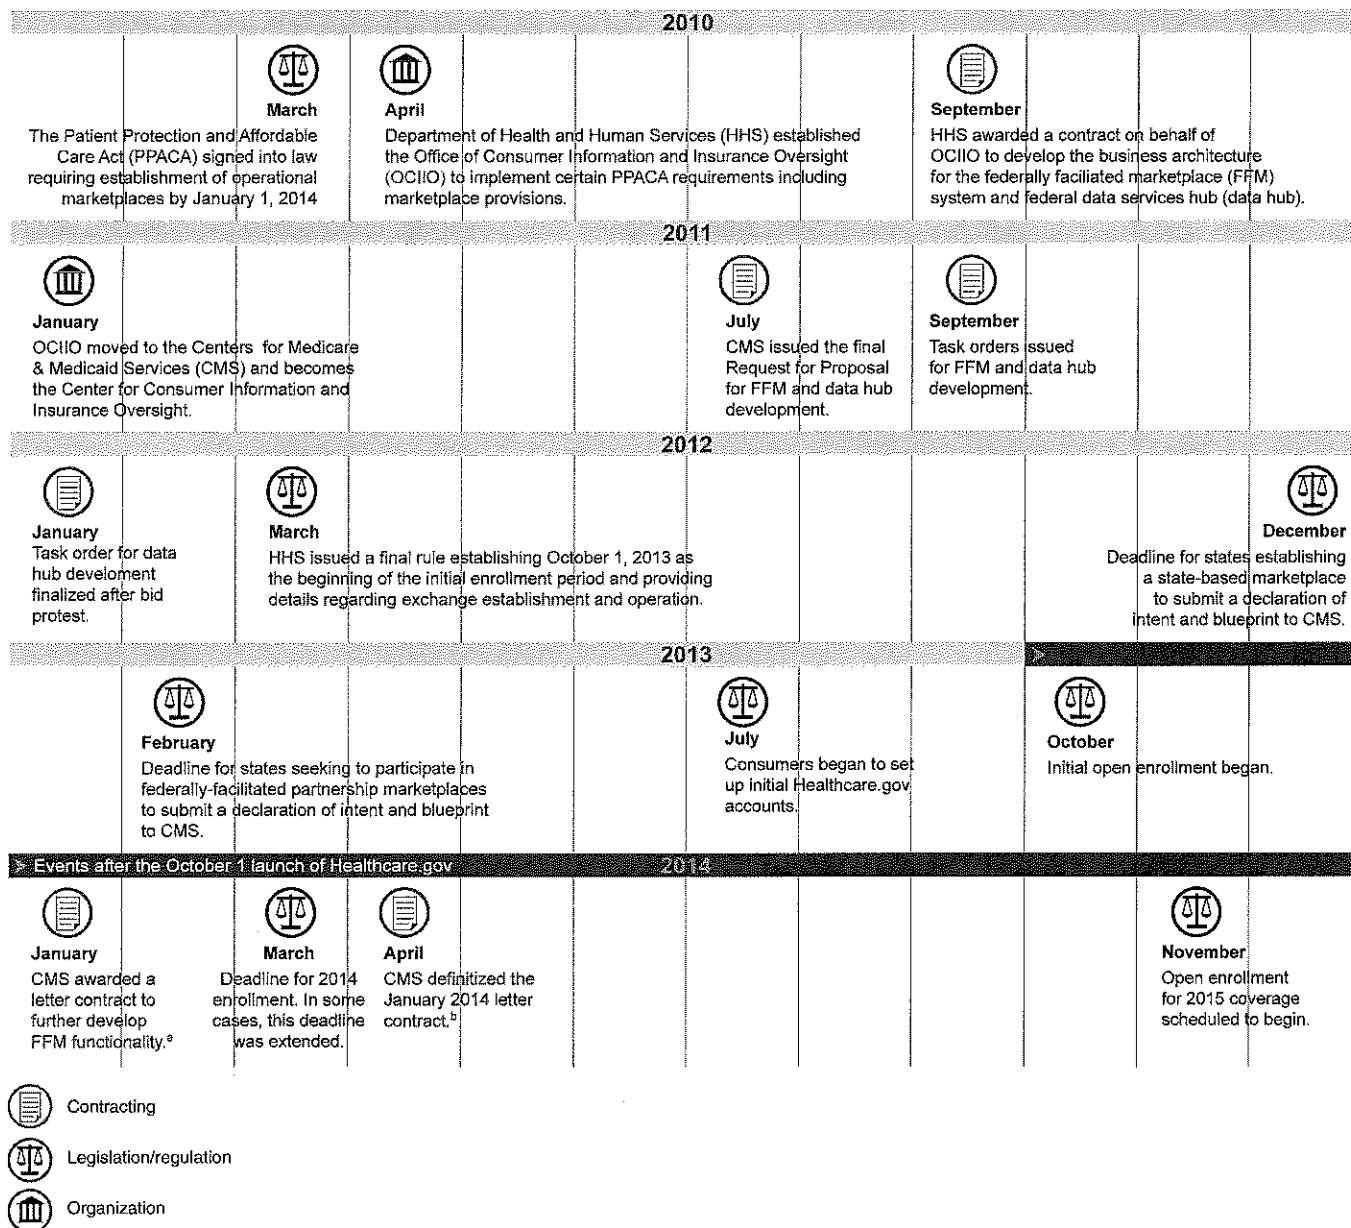 2010
March
The Patient Protection and Affordable
Care Act (PPACA) signed into law
requiring establishment of operational
marketplaces by January 1, 2014
April
Department of Health and Human Services (HHS) established
the Office of Consumer Information and Insurance Oversight
(OCIIO) to implement certain PPACA requirements including
marketplace provisions.
September
HHS awarded a contract on behalf of
OCIIO to develop the business architecture
for the federally faciliated marketplace (FFM)
system and federal data services hub (data hub).
2011
January
OCIIO moved to the Centers for Medicare
& Medicaid Services (CMS) and becomes
the Center for Consumer Information and
Insurance Oversight.
July
CMS issued the final
Request for Proposal
for FFM and data hub
development.
September
Task orders issued
for FFM and data hub
development.
2012
January
Task order for data
hub develoment
finalized after bid
protest.
March
HHS issued a final rule establishing October 1, 2013 as
the beginning of the initial enrollment period and providing
details regarding exchange establishment and operation.
December
Deadline for states establishing
a state-based marketplace
to submit a declaration of
intent and blueprint to CMS.
2013
>
February
Deadline for states seeking to participate in
federally-facilitated partnership marketplaces
to submit a declaration of intent and blueprint
to CMS.
July
Consumers began to set
up initial Healthcare.gov
accounts.
October
Initial open enrollment began.
> Events after the October 1 launch of Healthcare.gov
2014
January
CMS awarded a
letter contract to
further develop
FFM functionality.a
March
Deadline for 2014
enrollment. In some
cases, this deadline
was extended.
April
CMS definitized the
January 2014 letter
contract.b
November
Open enrollment
for 2015 coverage
scheduled to begin.
Contracting
Legislation/regulation
Organization